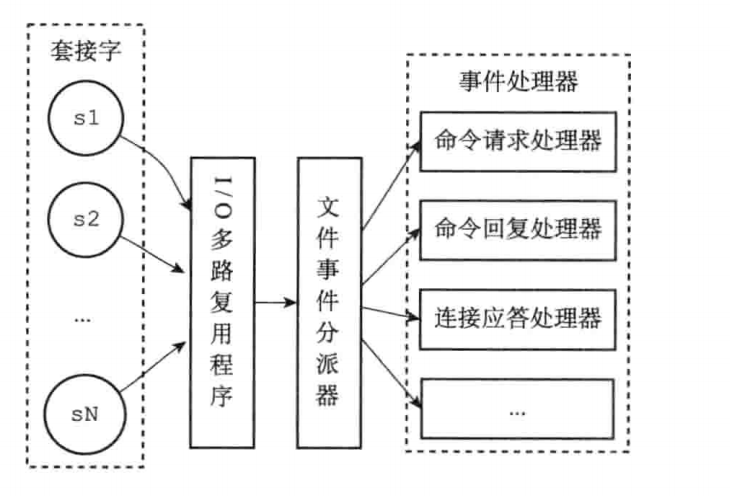 套接字
s1
s2
...
sN
I/O多路复用程序
文件事件分派器
事件处理器
命令请求处理器
命令回复处理器
连接应答处理器
...